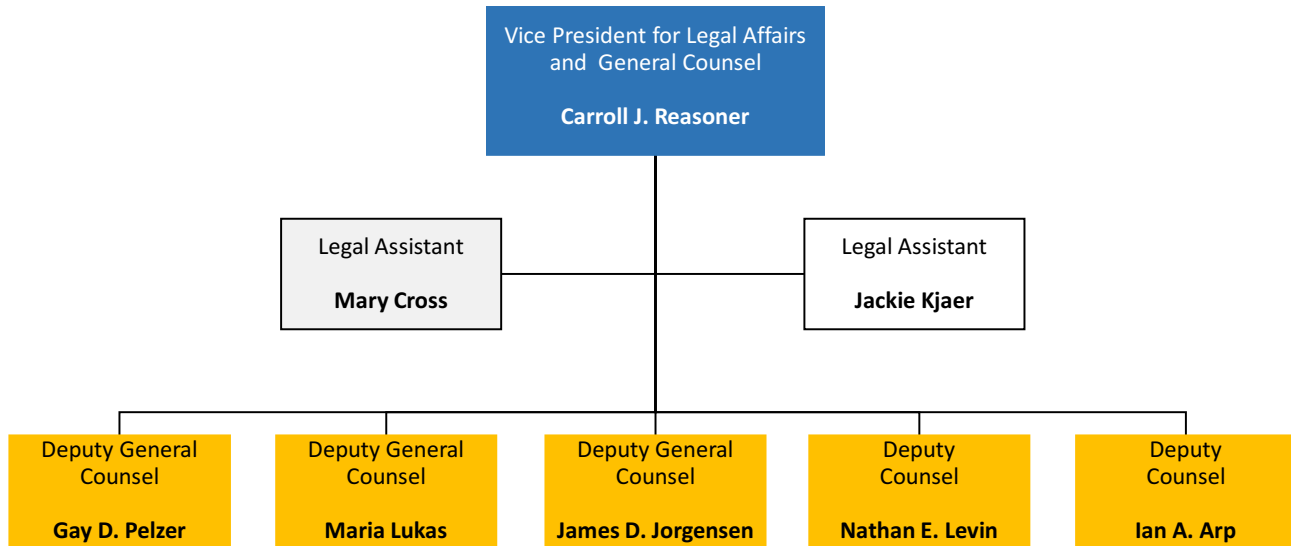 Vice President for Legal Affairs
and  General Counsel
Carroll J. Reasoner
Legal Assistant
Mary Cross
Legal Assistant
Jackie Kjaer
Deputy General
Counsel
Gay D. Pelzer
Deputy General
Counsel
Maria Lukas
Deputy General
Counsel
James D. Jorgensen
Deputy
Counsel
Nathan E. Levin
Deputy
Counsel
Ian A. Arp